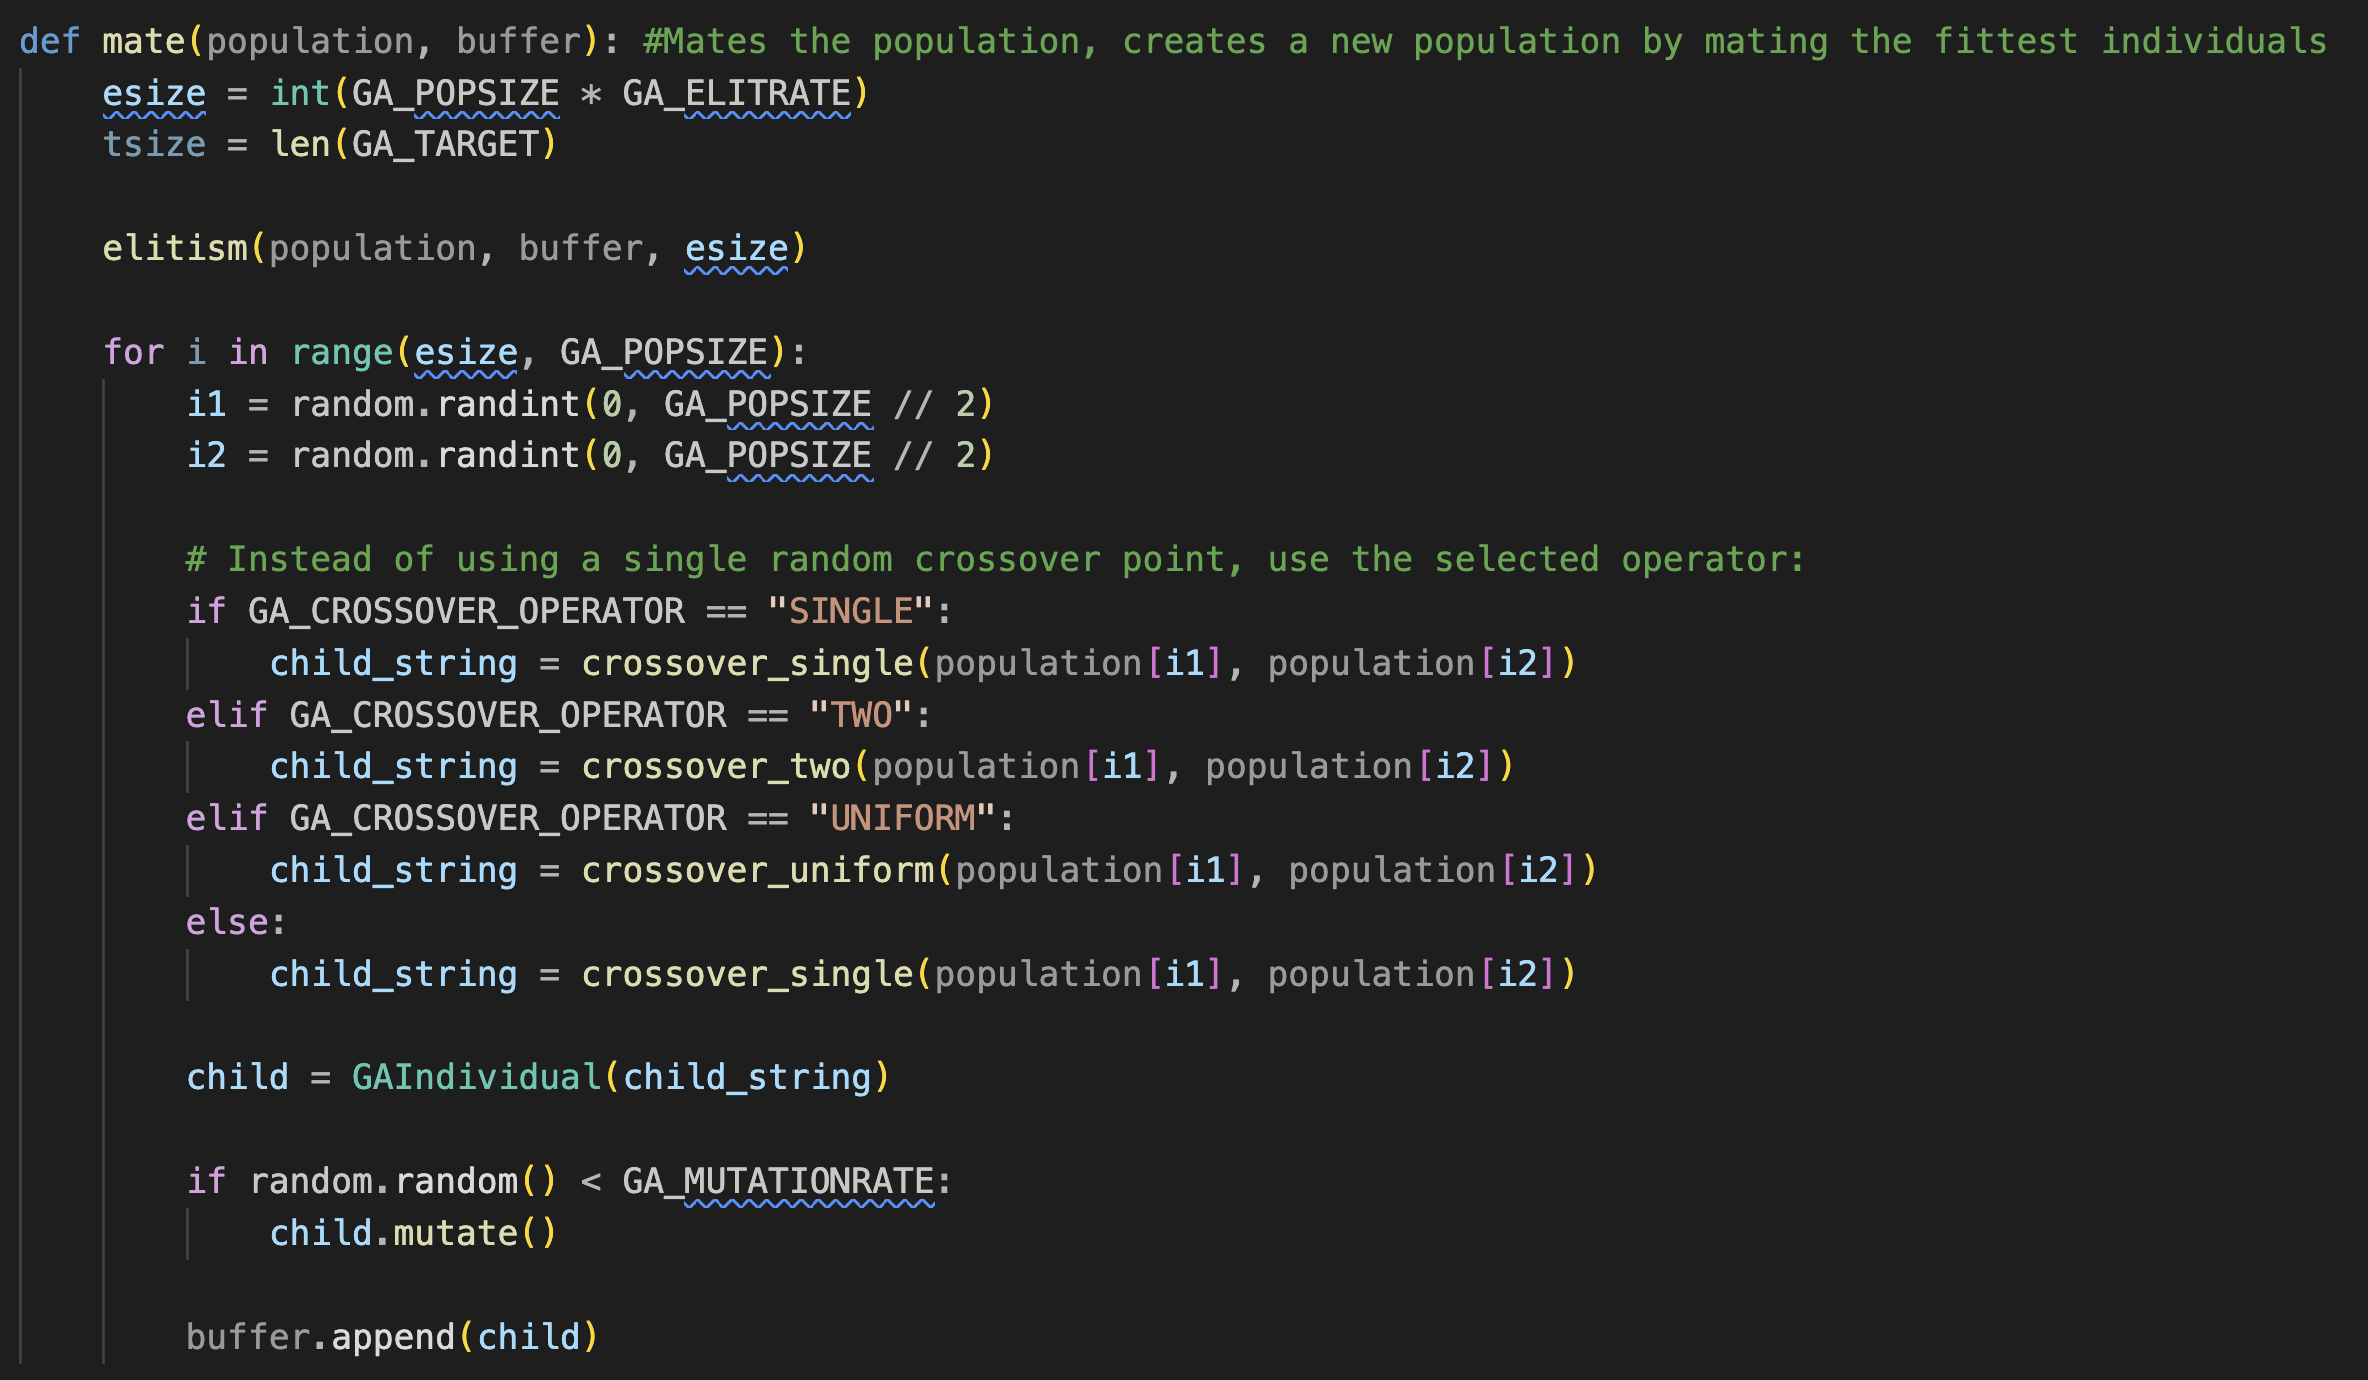 def mate(population, buffer): #Mates the population, creates a new population by mating the fittest individuals
    esize = int(GA_POPSIZE * GA_ELITRATE)
    tsize = len(GA_TARGET)

    elitism(population, buffer, esize)

    for i in range(esize, GA_POPSIZE):
        i1 = random.randint(0, GA_POPSIZE // 2)
        i2 = random.randint(0, GA_POPSIZE // 2)

        # Instead of using a single random crossover point, use the selected operator:
        if GA_CROSSOVER_OPERATOR == "SINGLE":
            child_string = crossover_single(population[i1], population[i2])
        elif GA_CROSSOVER_OPERATOR == "TWO":
            child_string = crossover_two(population[i1], population[i2])
        elif GA_CROSSOVER_OPERATOR == "UNIFORM":
            child_string = crossover_uniform(population[i1], population[i2])
        else:
            child_string = crossover_single(population[i1], population[i2])

        child = GAIndividual(child_string)

        if random.random() < GA_MUTATIONRATE:
            child.mutate()

        buffer.append(child)